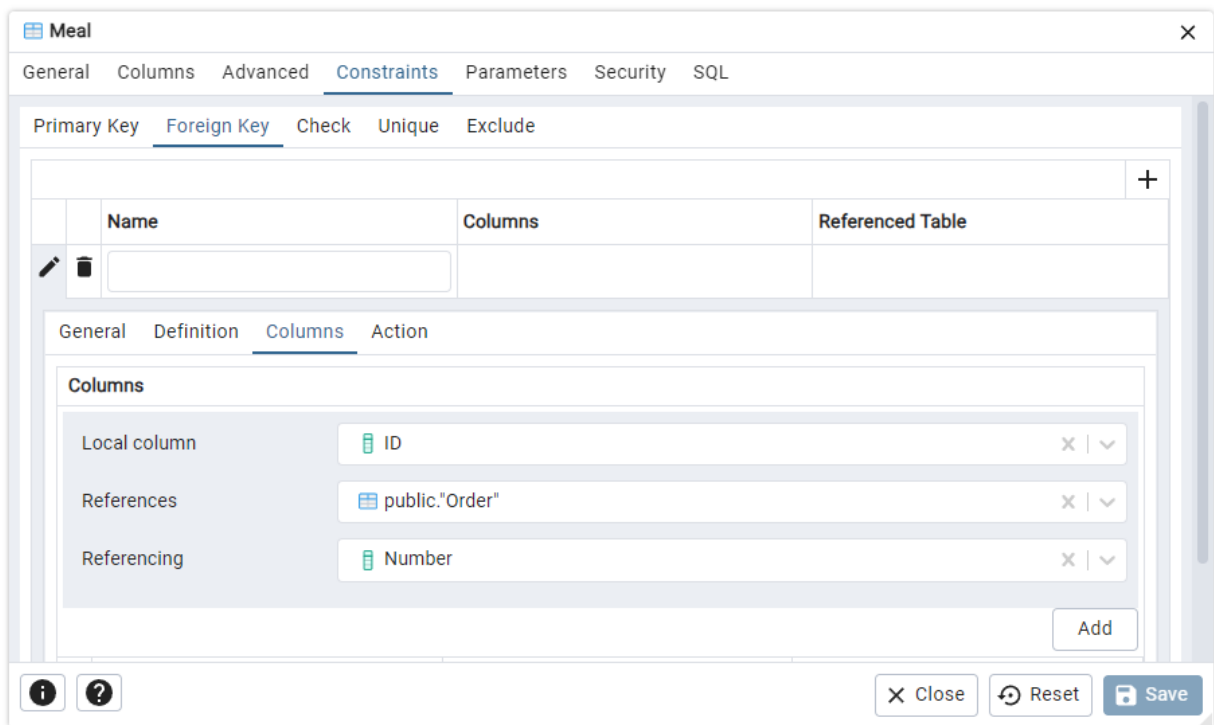 Meal
General Columns Advanced Constraints Parameters Security SQL
Primary Key Foreign Key Check Unique Exclude
Name Columns Referenced Table
General Definition Columns Action
Columns
Local column ID
References public."Order"
Referencing Number
Add
Close Reset Save